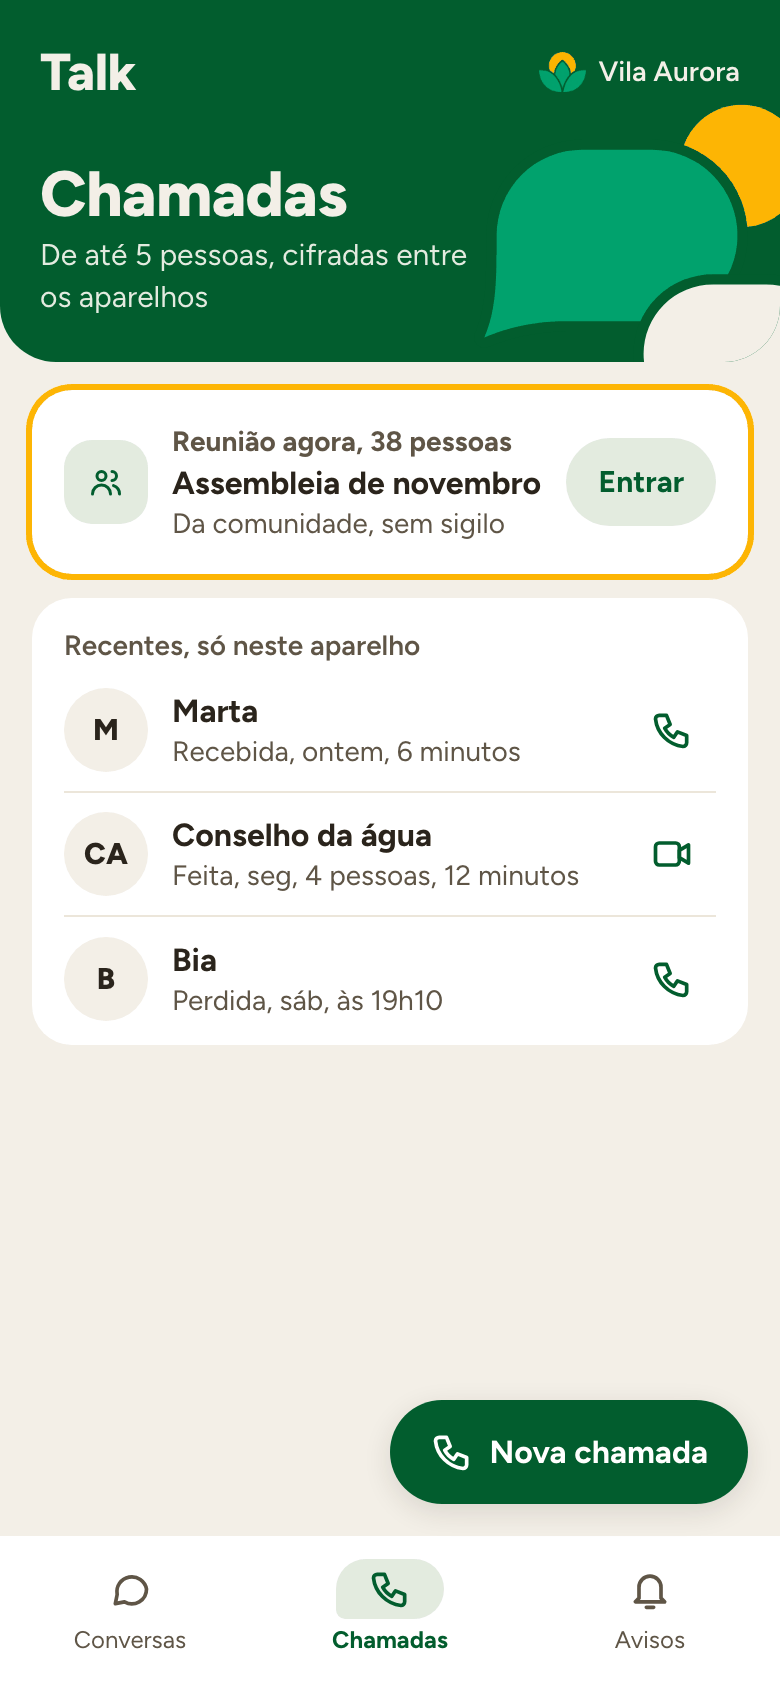 Talk
Vila Aurora
Chamadas
De até 5 pessoas, cifradas entre
os aparelhos
Reunião agora, 38 pessoas
Assembleia de novembro
Da comunidade, sem sigilo
Entrar
Recentes, só neste aparelho
M
Marta
Recebida, ontem, 6 minutos
CA
Conselho da água
Feita, seg, 4 pessoas, 12 minutos
B
Bia
Perdida, sáb, às 19h10
Nova chamada
Conversas
Chamadas
Avisos